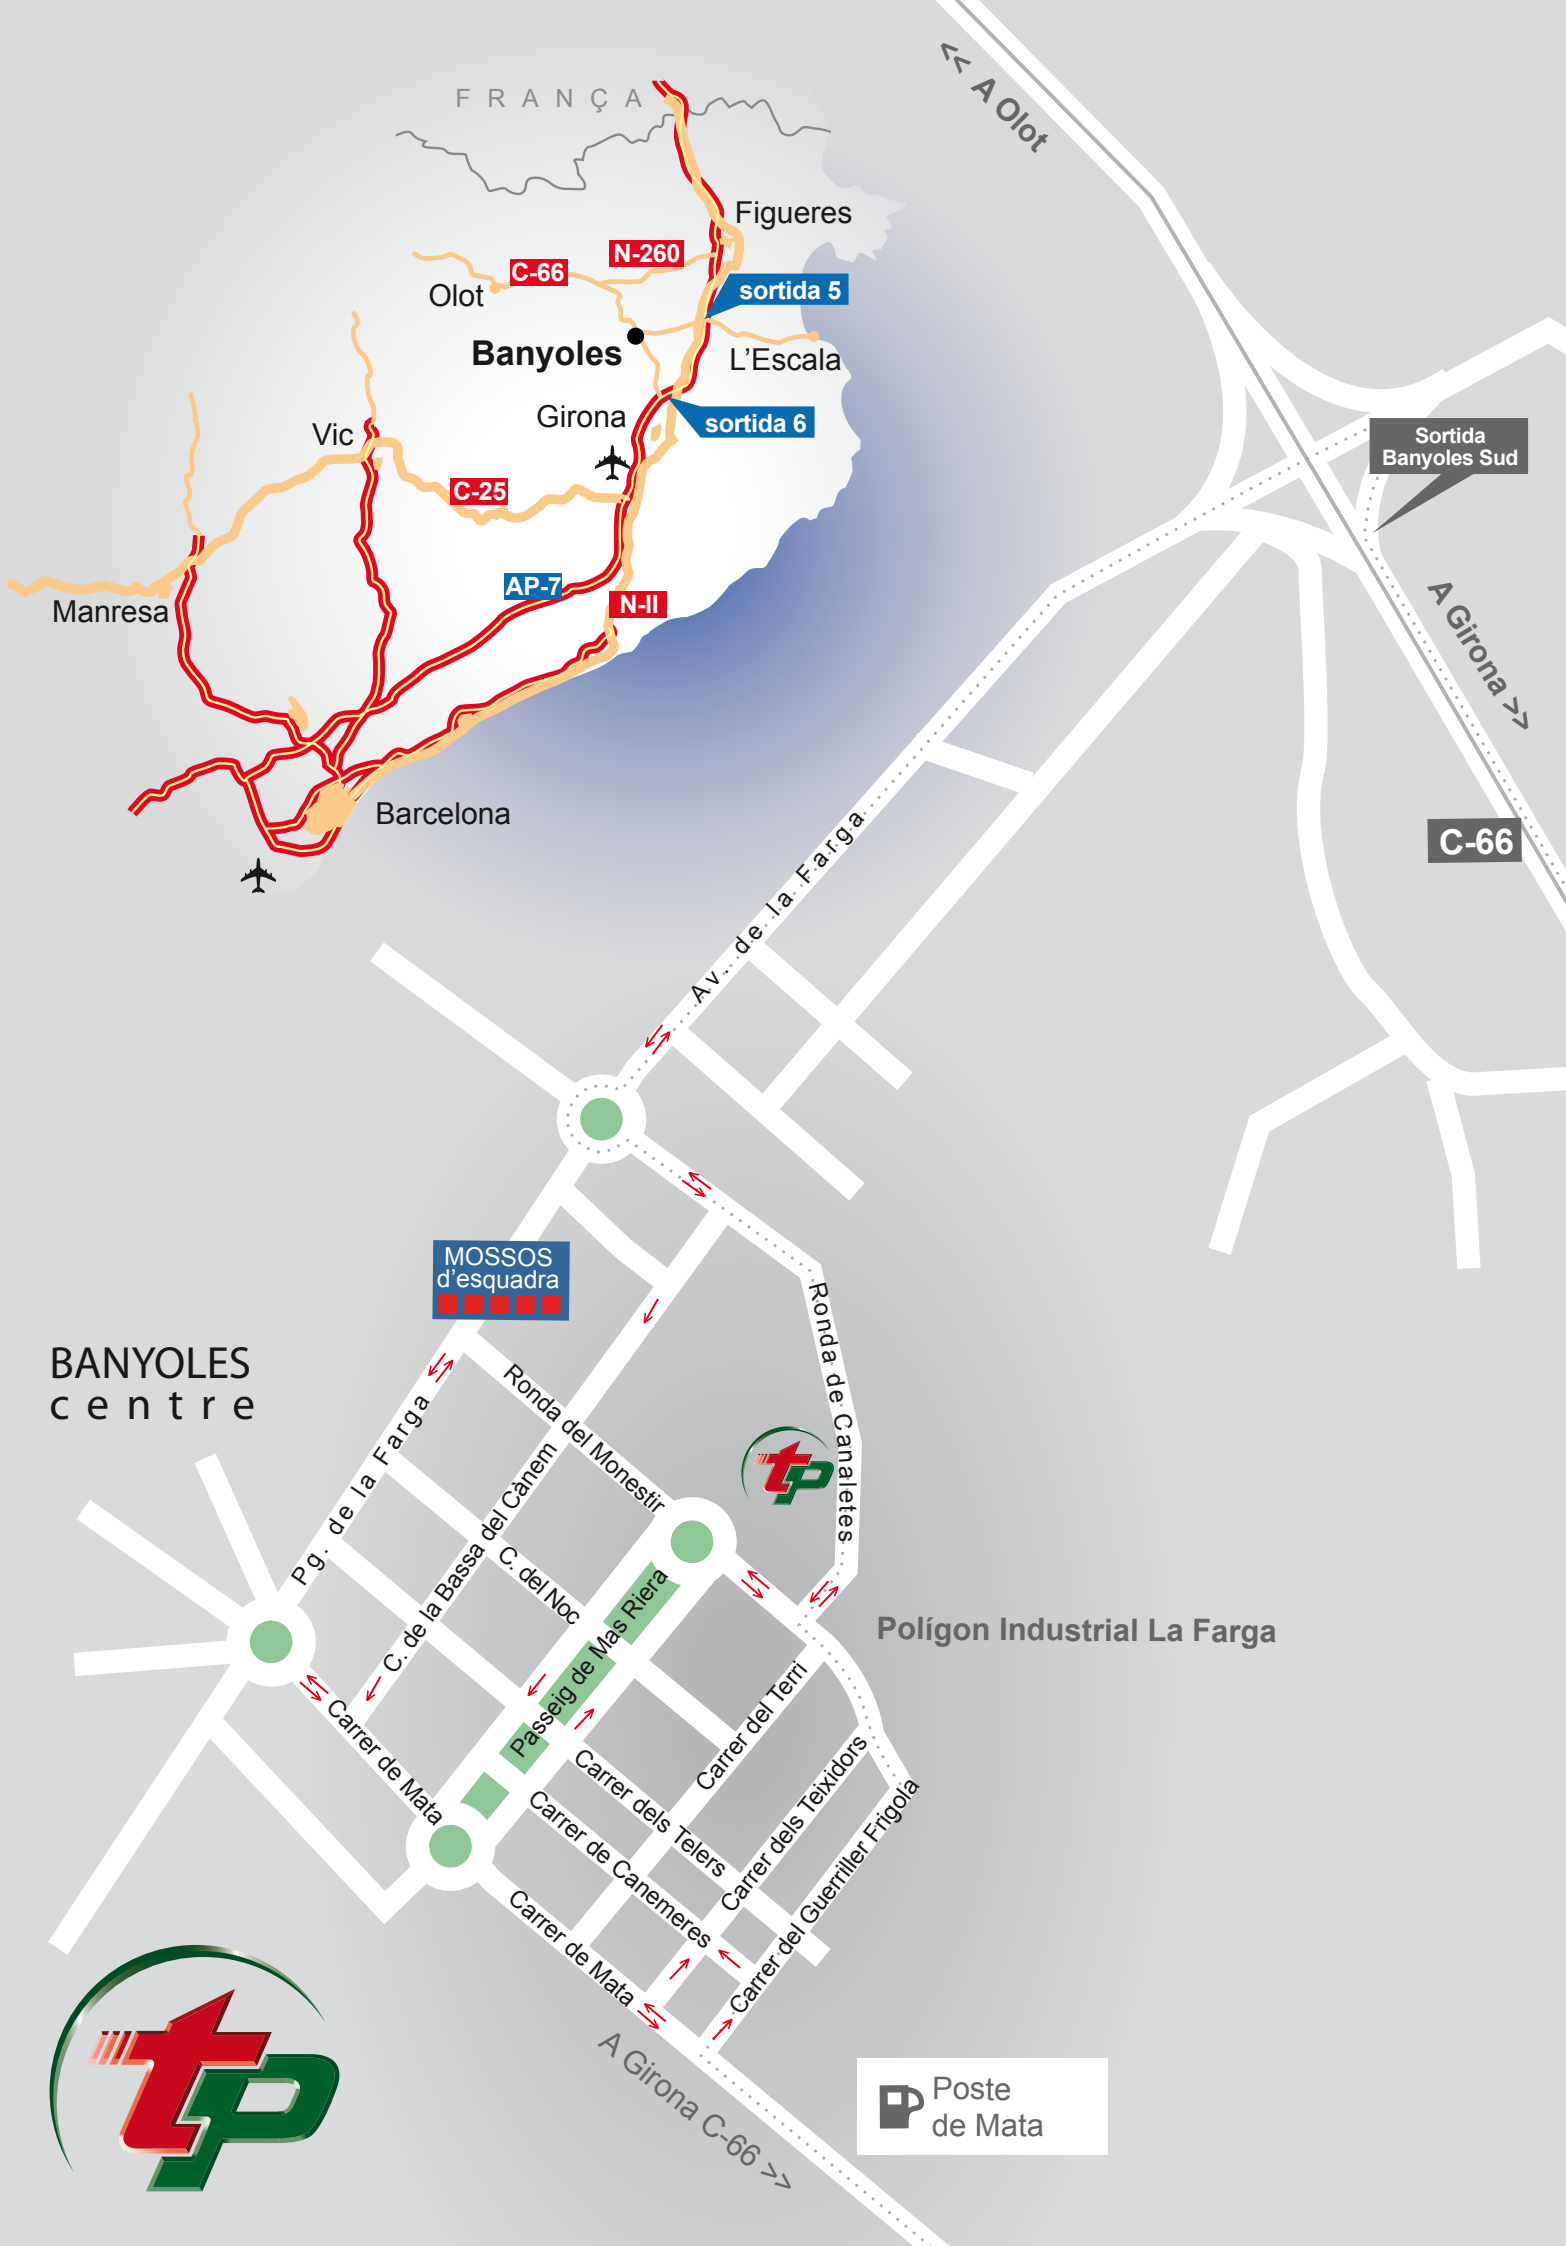 << A Olot
FRANÇA
Figueres
N-260
C-66
sortida 5
Olot
Banyoles
L'Escala
Girona
sortida 6
Vic
C-25
Sortida
Banyoles Sud
AP-7
N-II
Manresa
A Girona >>
Barcelona
C-66
Av. de la Farga
MOSSOS
d'esquadra
BANYOLES
centre
Ronda de Canaletes
Ronda del Monestir
Pg. de la Farga
C. de la Bassa del Cànem
C. del Noc
tp
Passeig de Mas Riera
Polígon Industrial La Farga
Carrer de Mata
Carrer del Terri
Carrer dels Telers
Carrer dels Teixidors
Carrer de Canemeres
Carrer del Guerriller Frigola
Carrer de Mata
A Girona C-66 >>
Poste
de Mata
tp